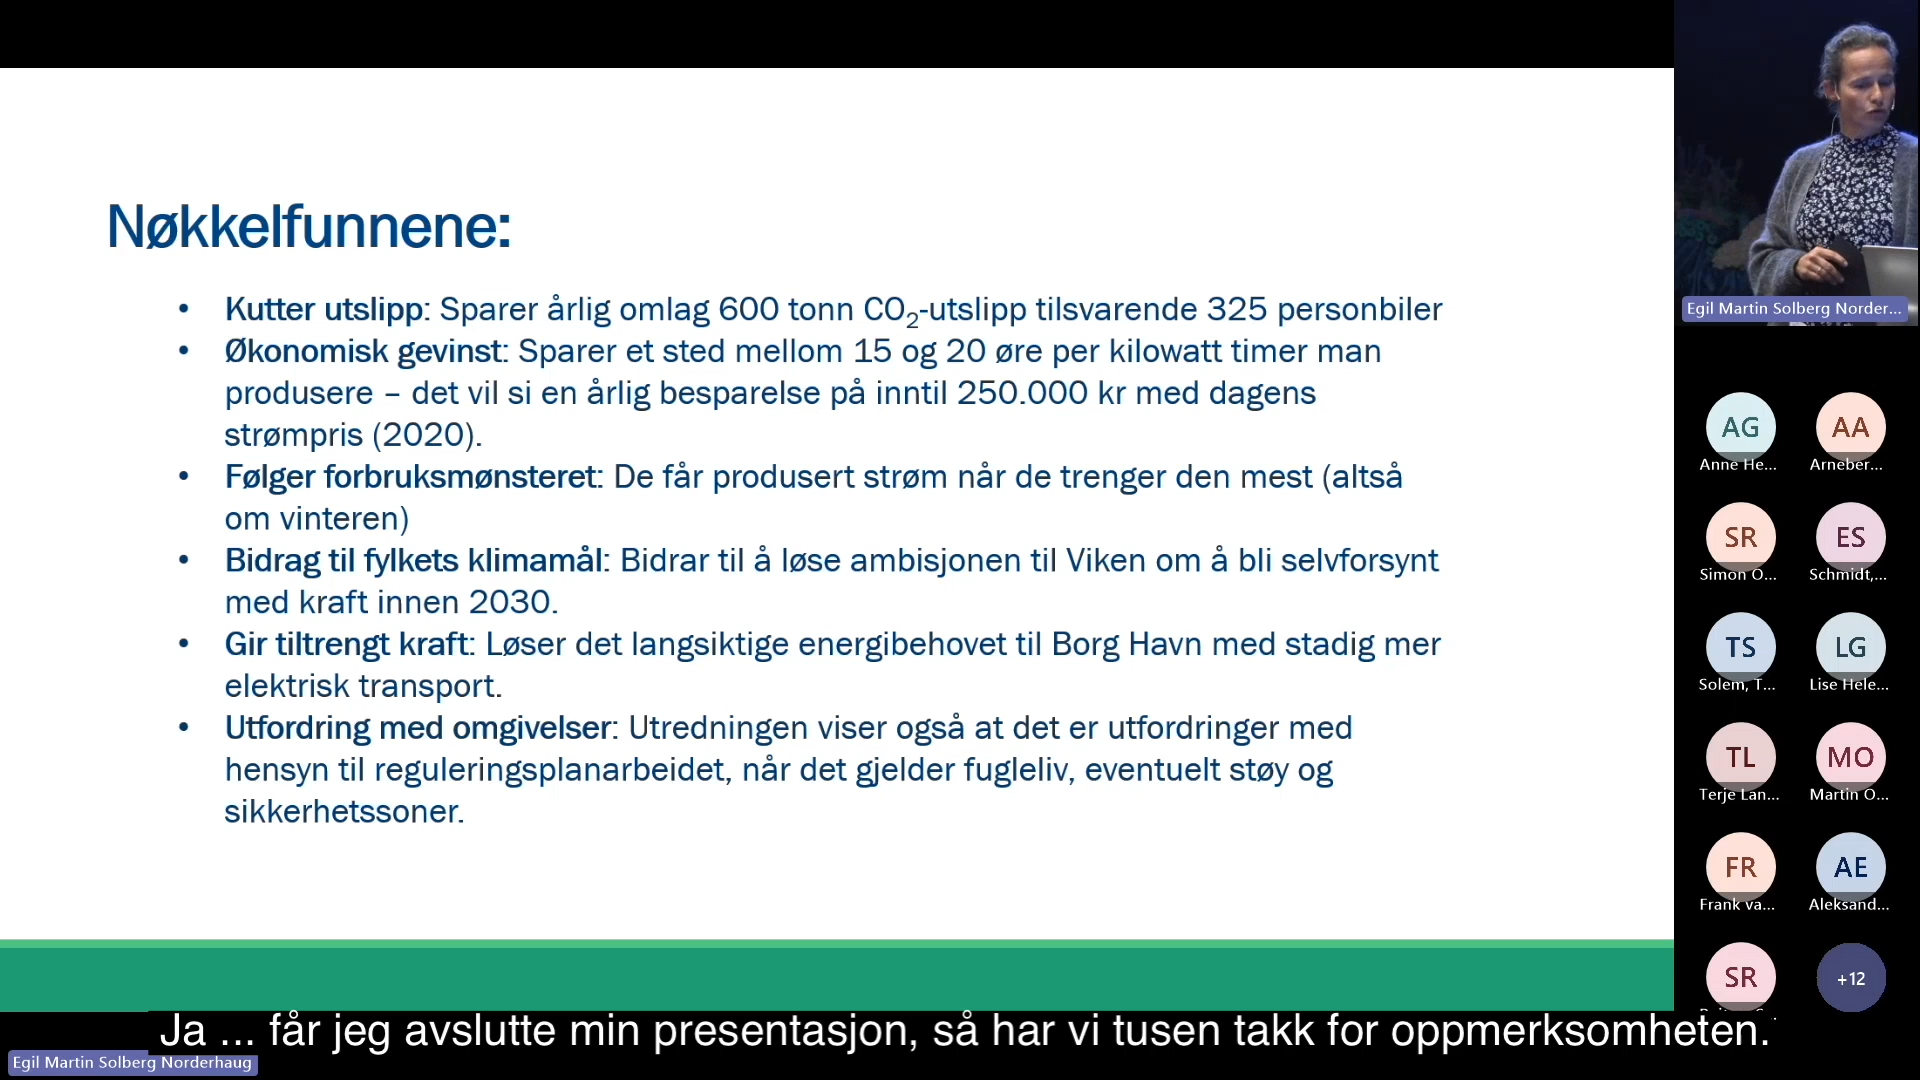 Nøkkelfunnene:
• Kutter utslipp: Sparer årlig omlag 600 tonn CO2-utslipp tilsvarende 325 personbiler
• Økonomisk gevinst: Sparer et sted mellom 15 og 20 øre per kilowatt timer man
produsere – det vil si en årlig besparelse på inntil 250.000 kr med dagens
strømpris (2020).
• Følger forbruksmønsteret: De får produsert strøm når de trenger den mest (altså
om vinteren)
• Bidrag til fylkets klimamål: Bidrar til å løse ambisjonen til Viken om å bli selvforsynt
med kraft innen 2030.
• Gir tiltrengt kraft: Løser det langsiktige energibehovet til Borg Havn med stadig mer
elektrisk transport.
• Utfordring med omgivelser: Utredningen viser også at det er utfordringer med
hensyn til reguleringsplanarbeidet, når det gjelder fugleliv, eventuelt støy og
sikkerhetssoner.
Egil Martin Solberg Norder...
AG AA
Anne He... Arneber...
SR ES
Simon O... Schmidt,...
TS LG
Solem, T... Lise Hele...
TL MO
Terje Lan... Martin O...
FR AE
Frank va... Aleksand...
SR +12
Ja ... får jeg avslutte min presentasjon, så har vi tusen takk for oppmerksomheten.
Egil Martin Solberg Norderhaug